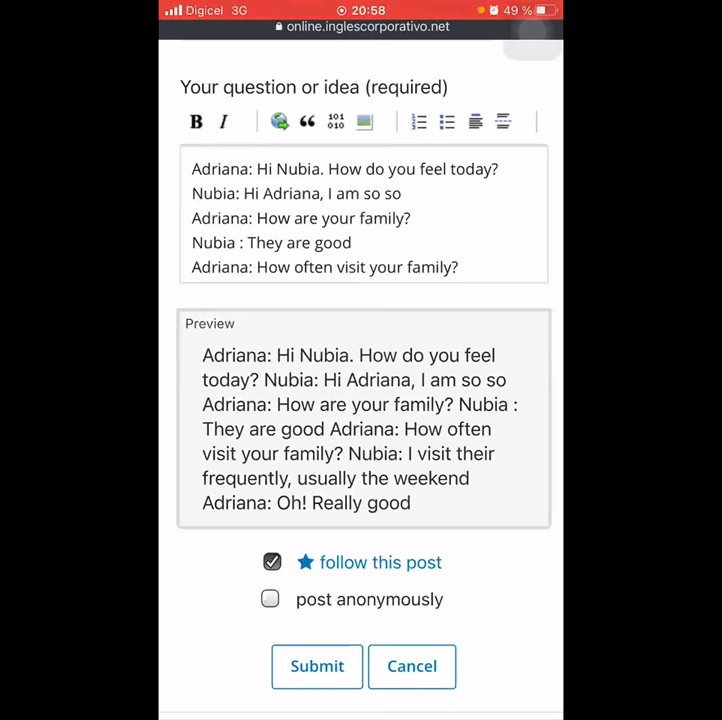 Digicel 3G 20:58 49 %
online.inglescorporativo.net
Your question or idea (required)
B I 101 010
Adriana: Hi Nubia. How do you feel today?
Nubia: Hi Adriana, I am so so
Adriana: How are your family?
Nubia : They are good
Adriana: How often visit your family?
Preview
Adriana: Hi Nubia. How do you feel
today? Nubia: Hi Adriana, I am so so
Adriana: How are your family? Nubia :
They are good Adriana: How often
visit your family? Nubia: I visit their
frequently, usually the weekend
Adriana: Oh! Really good
follow this post
post anonymously
Submit Cancel